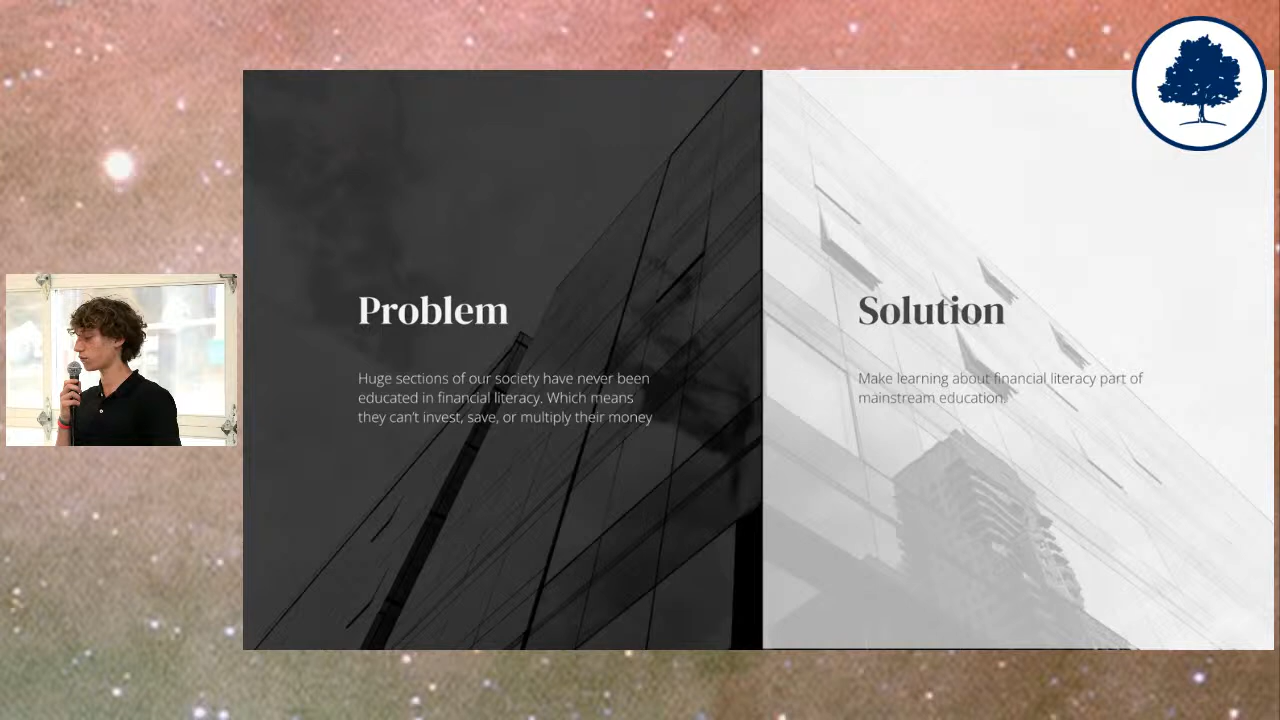 Problem
Huge sections of our society have never been
educated in financial literacy. Which means
they can't invest, save, or multiply their money
Solution
Make learning about financial literacy part of
mainstream education.